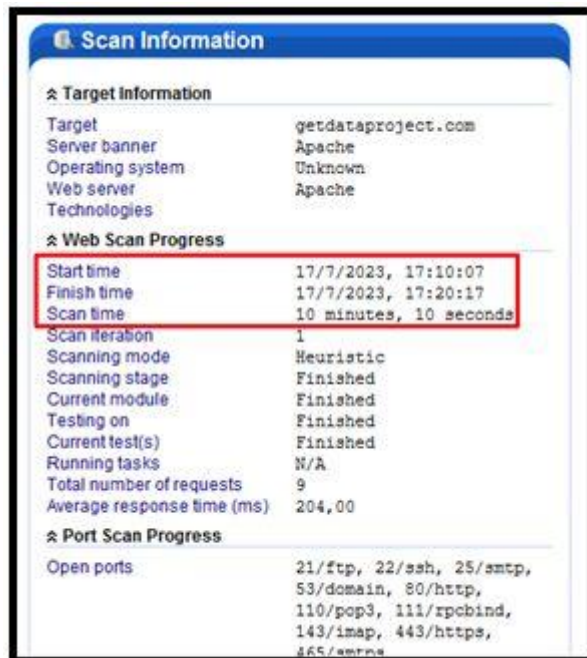 Scan Information
Target Information
Target getdataproject.com
Server banner Apache
Operating system Unknown
Web server Apache
Technologies
Web Scan Progress
Start time 17/7/2023, 17:10:07
Finish time 17/7/2023, 17:20:17
Scan time 10 minutes, 10 seconds
Scan iteration 1
Scanning mode Heuristic
Scanning stage Finished
Current module Finished
Testing on Finished
Current test(s) Finished
Running tasks N/A
Total number of requests 9
Average response time (ms) 204,00
Port Scan Progress
Open ports 21/ftp, 22/ssh, 25/smtp,
53/domain, 80/http,
110/pop3, 111/rpcbind,
143/imap, 443/https,
465/smtps